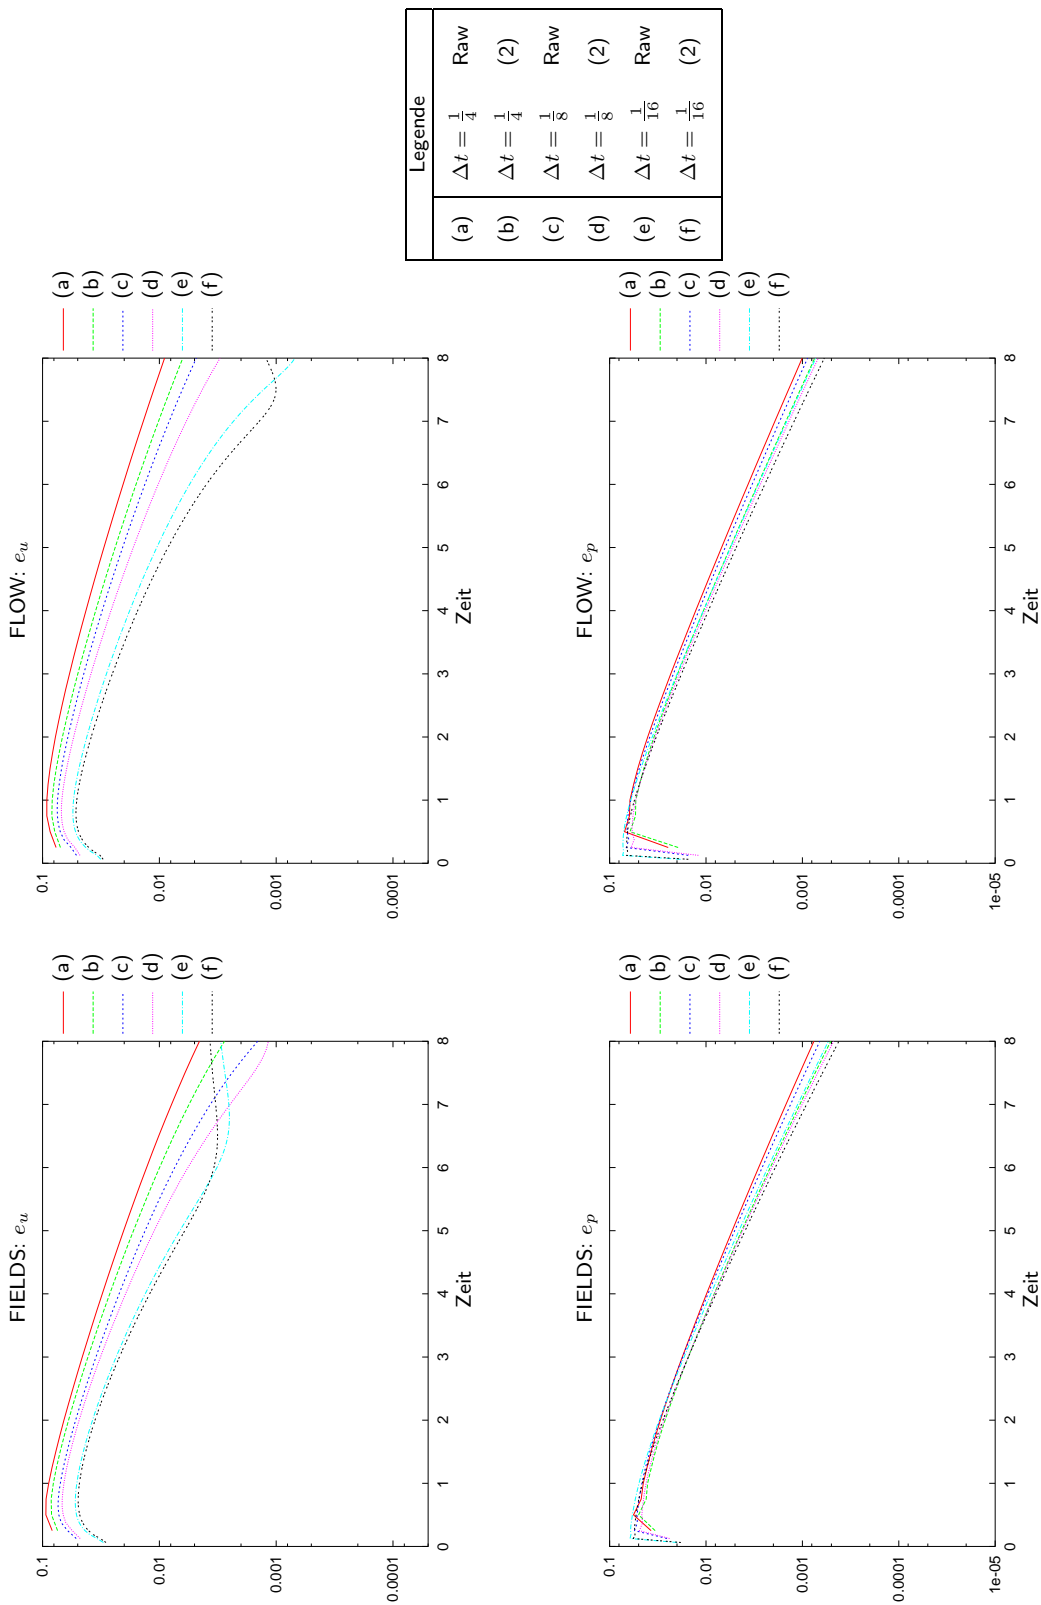 FIELDS: e_u
0.1
0.01
0.001
0.0001
0 1 2 3 4 5 6 7 8
Zeit
(a)
(b)
(c)
(d)
(e)
(f)
FLOW: e_u
0.1
0.01
0.001
0.0001
0 1 2 3 4 5 6 7 8
Zeit
(a)
(b)
(c)
(d)
(e)
(f)
Legende
(a) Δt = 1/4 Raw
(b) Δt = 1/4 (2)
(c) Δt = 1/8 Raw
(d) Δt = 1/8 (2)
(e) Δt = 1/16 Raw
(f) Δt = 1/16 (2)
FIELDS: e_p
0.1
0.01
0.001
0.0001
1e-05
0 1 2 3 4 5 6 7 8
Zeit
(a)
(b)
(c)
(d)
(e)
(f)
FLOW: e_p
0.1
0.01
0.001
0.0001
1e-05
0 1 2 3 4 5 6 7 8
Zeit
(a)
(b)
(c)
(d)
(e)
(f)